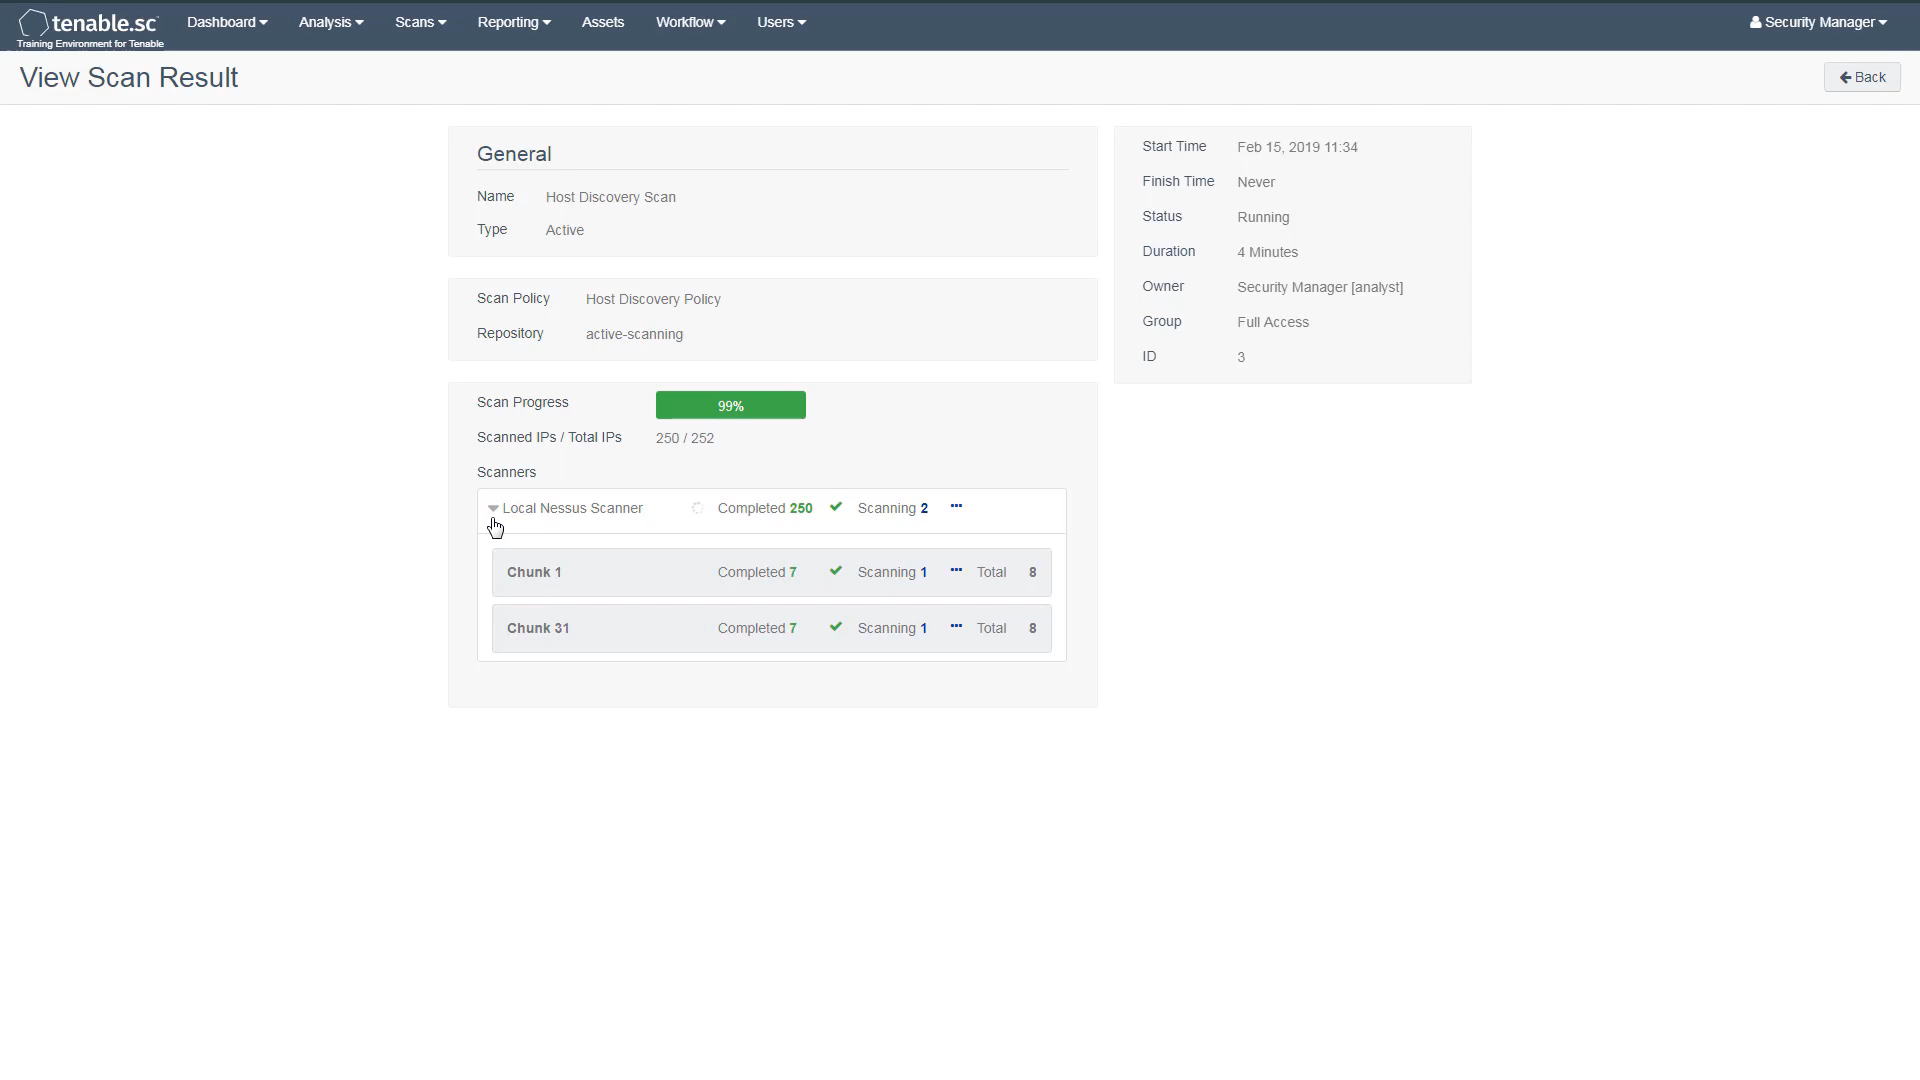 tenable.sc
Training Environment for Tenable
Dashboard Analysis Scans Reporting Assets Workflow Users
Security Manager
View Scan Result
Back
General
Name Host Discovery Scan
Type Active
Scan Policy Host Discovery Policy
Repository active-scanning
Scan Progress 99%
Scanned IPs / Total IPs 250 / 252
Scanners
Local Nessus Scanner Completed 250 Scanning 2
Chunk 1 Completed 7 Scanning 1 Total 8
Chunk 31 Completed 7 Scanning 1 Total 8
Start Time Feb 15, 2019 11:34
Finish Time Never
Status Running
Duration 4 Minutes
Owner Security Manager [analyst]
Group Full Access
ID 3